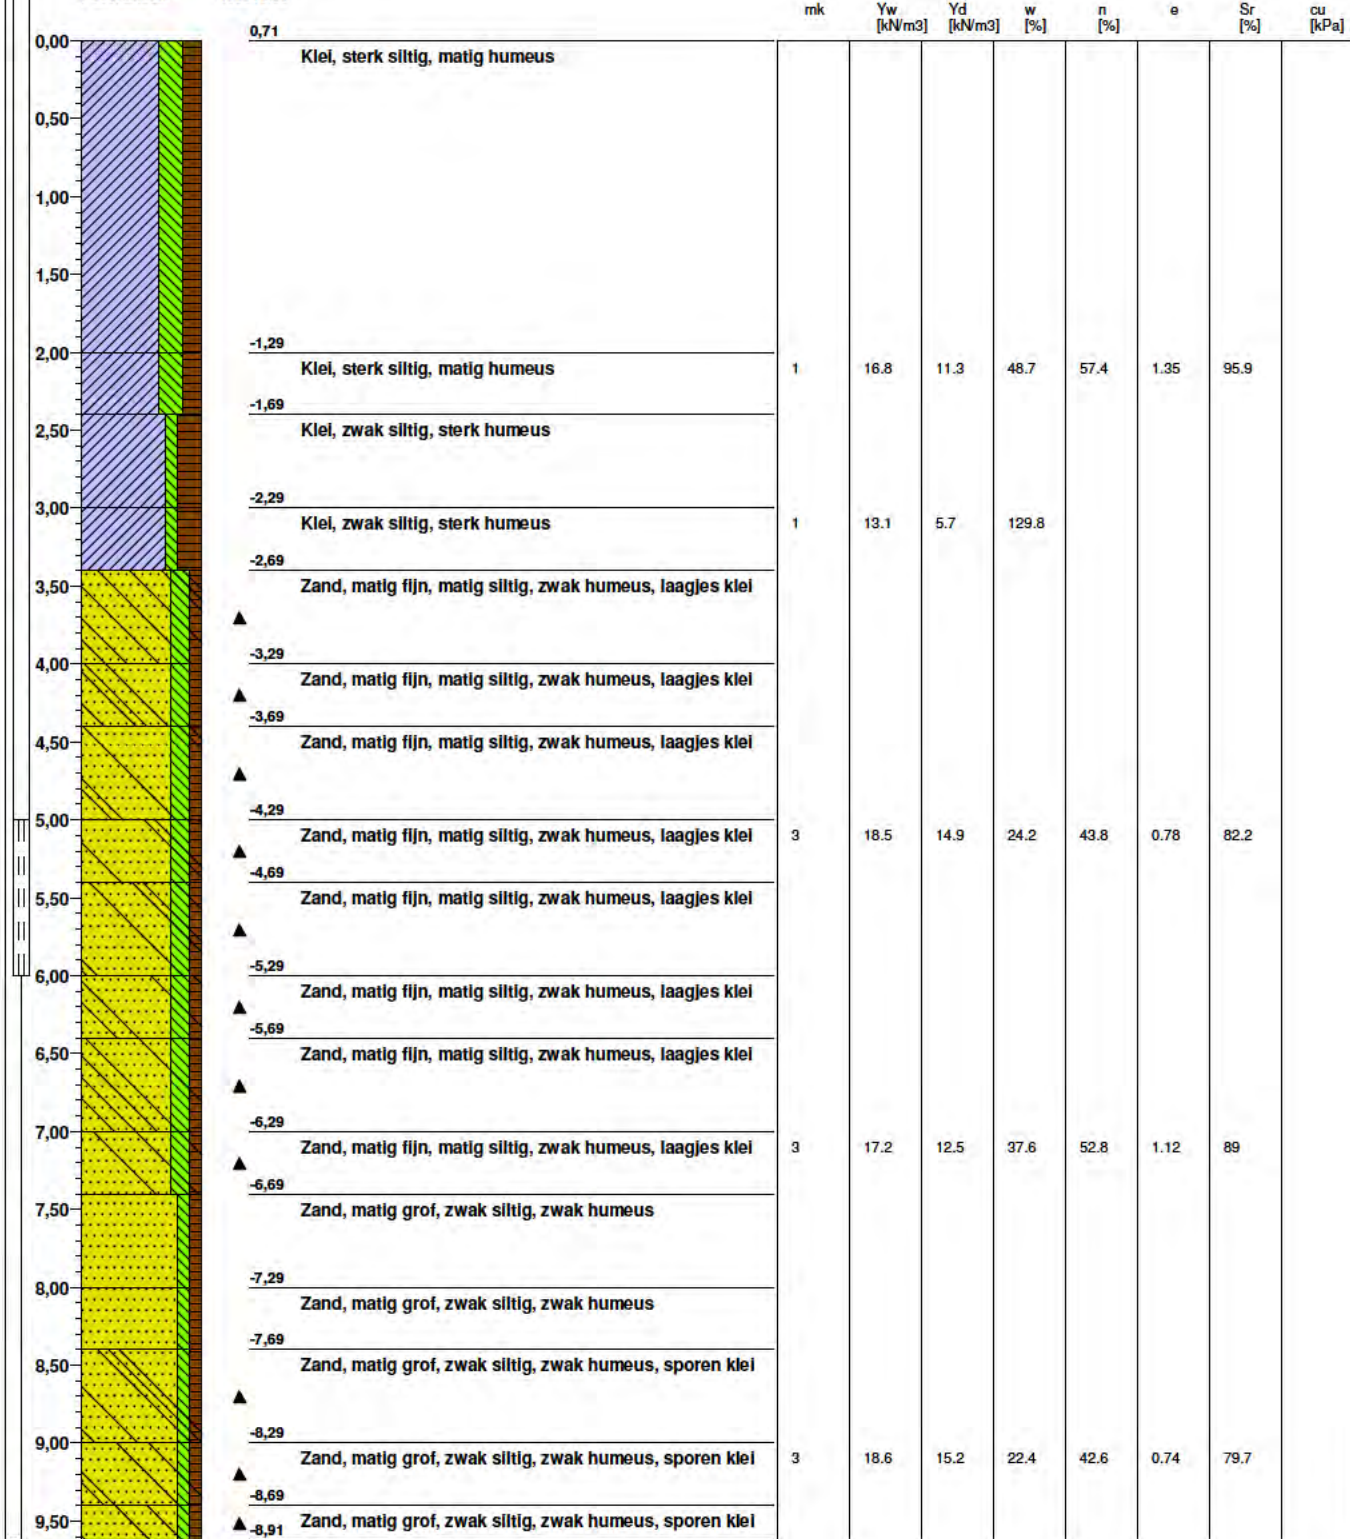 mk Yw w n e Sr cu
Yd
[kN/m3] [kN/m3] [%] [%] [%] [kPa]
0,71
0,00
Klei, sterk siltig, matig humeus
0,50
1,00
1,50
-1,29
2,00
Klei, sterk siltig, matig humeus 1 16.8 11.3 48.7 57.4 1.35 95.9
-1,69
2,50
Klei, zwak siltig, sterk humeus
-2,29
3,00
Klei, zwak siltig, sterk humeus 1 13.1 5.7 129.8
-2,69
3,50
Zand, matig fijn, matig siltig, zwak humeus, laagjes klei
-3,29
4,00
Zand, matig fijn, matig siltig, zwak humeus, laagjes klei
-3,69
4,50
Zand, matig fijn, matig siltig, zwak humeus, laagjes klei
-4,29
5,00
Zand, matig fijn, matig siltig, zwak humeus, laagjes klei 3 18.5 14.9 24.2 43.8 0.78 82.2
-4,69
5,50
Zand, matig fijn, matig siltig, zwak humeus, laagjes klei
-5,29
6,00
Zand, matig fijn, matig siltig, zwak humeus, laagjes klei
-5,69
6,50
Zand, matig fijn, matig siltig, zwak humeus, laagjes klei
-6,29
7,00
Zand, matig fijn, matig siltig, zwak humeus, laagjes klei 3 17.2 12.5 37.6 52.8 1.12 89
-6,69
7,50
Zand, matig grof, zwak siltig, zwak humeus
-7,29
8,00
Zand, matig grof, zwak siltig, zwak humeus
-7,69
8,50
Zand, matig grof, zwak siltig, zwak humeus, sporen klei
-8,29
9,00
Zand, matig grof, zwak siltig, zwak humeus, sporen klei 3 18.6 15.2 22.4 42.6 0.74 79.7
-8,69
9,50
Zand, matig grof, zwak siltig, zwak humeus, sporen klei
-8,91